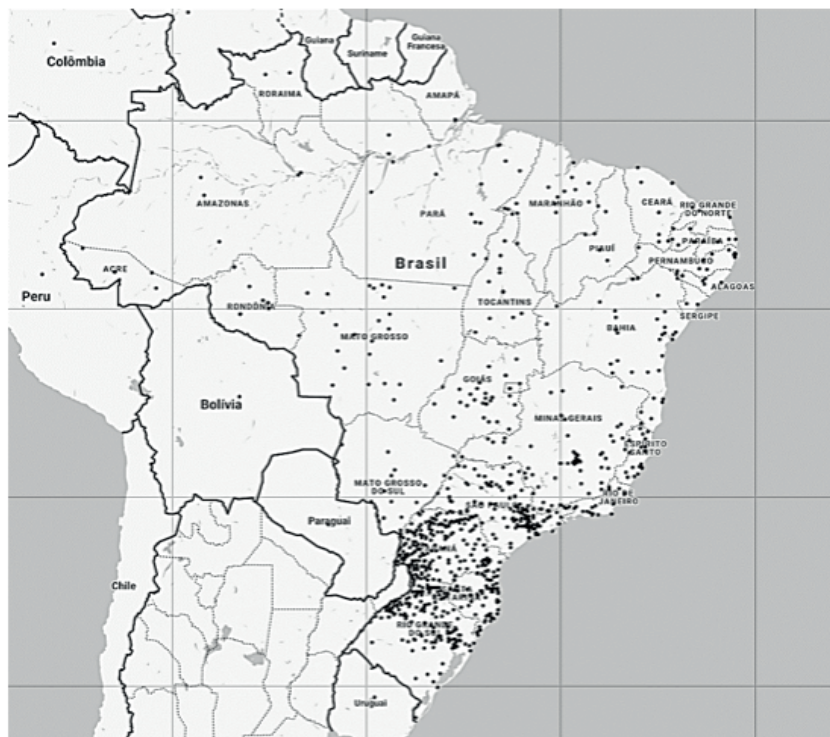 Guiana
Suriname
Guiana
Francesa
Colômbia
RORAIMA
AMAPÁ
AMAZONAS
PARÁ
MARANHÃO
CEARÁ
RIO GRANDE
DO NORTE
PARAÍBA
PIAUÍ
PERNAMBUCO
ALAGOAS
Brasil
ACRE
Peru
RONDÔNIA
TOCANTINS
SERGIPE
BAHIA
MATO GROSSO
GOIÁS
Bolívia
MINAS GERAIS
ESPÍRITO
SANTO
MATO GROSSO
DO SUL
RIO DE
JANEIRO
SÃO PAULO
Paraguai
Chile
RIO GRANDE
DO SUL
Uruguai